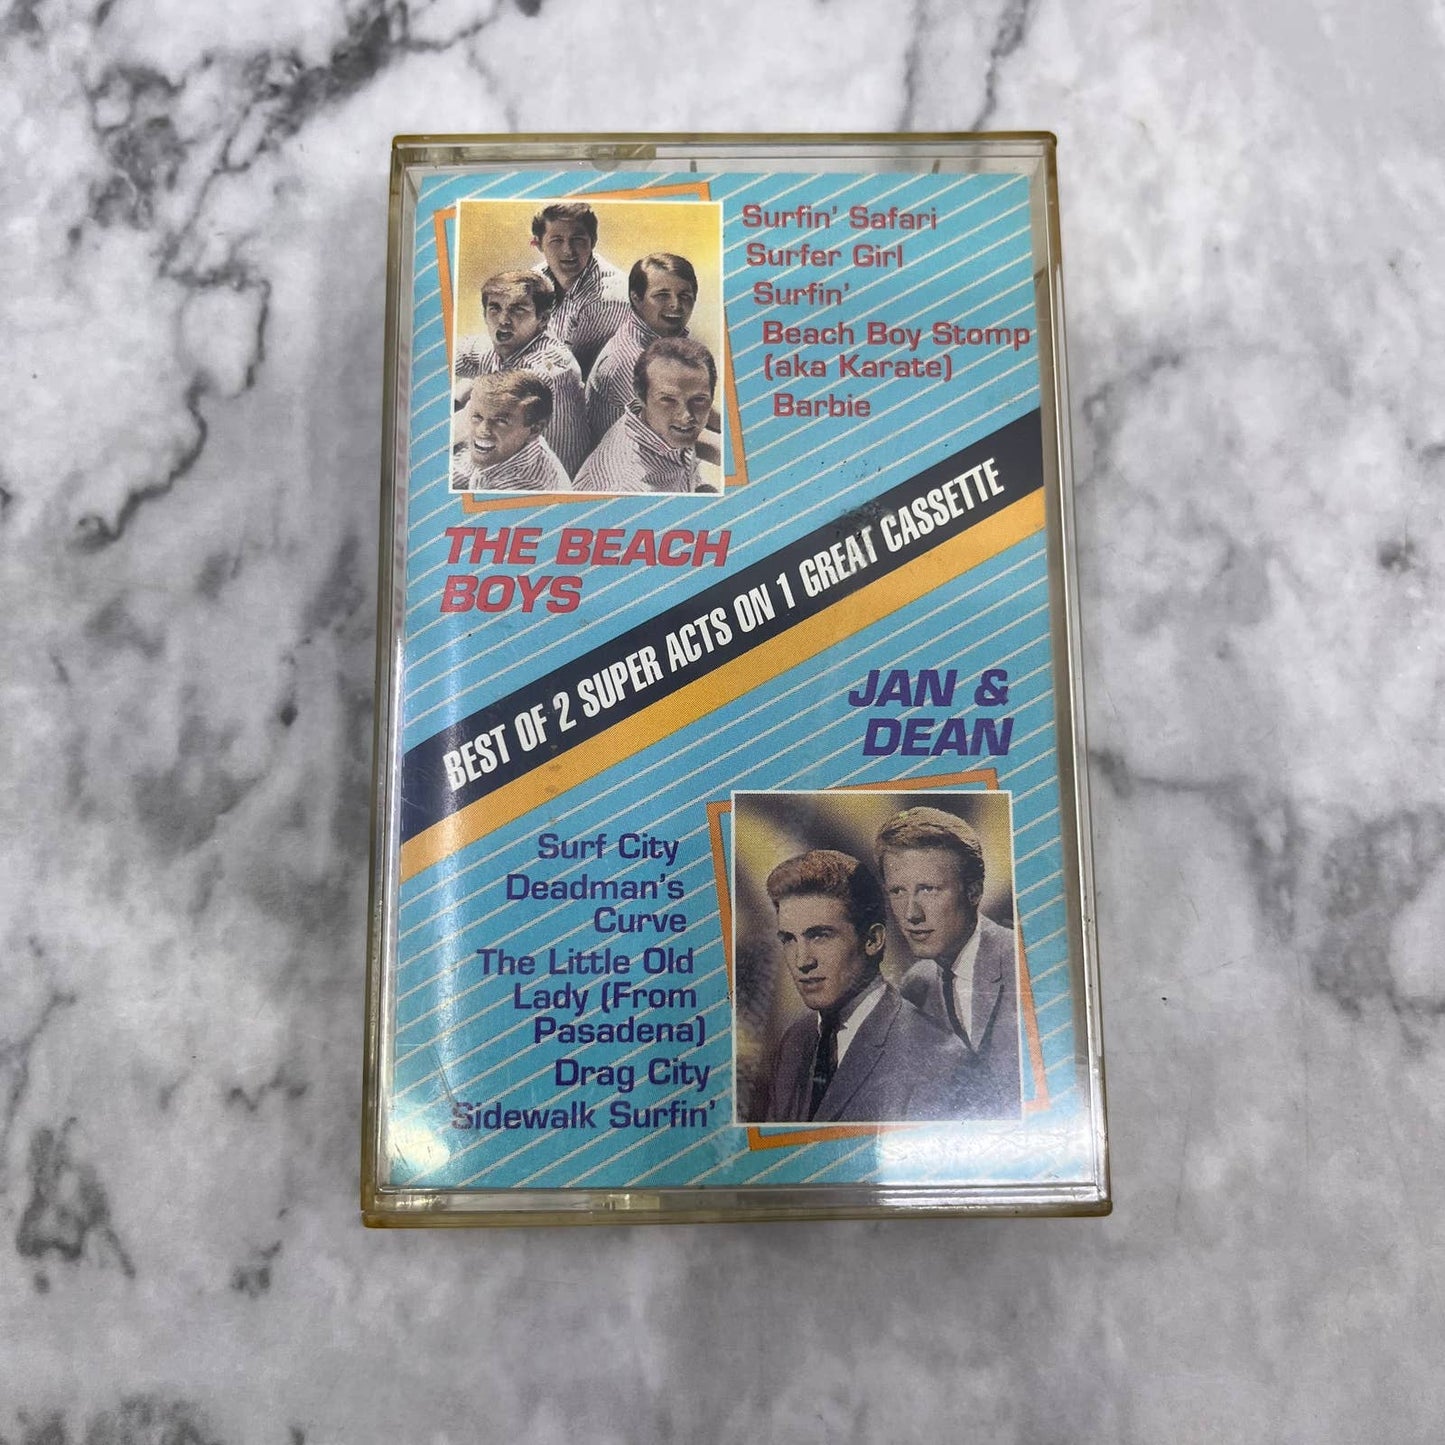 Surfin' Safari
Surfer Girl
Surfin'
Beach Boy Stomp
(aka Karate)
Barbie
THE BEACH
BOYS
BEST OF 2 SUPER ACTS ON 1 GREAT CASSETTE
JAN &
DEAN
Surf City
Deadman's
Curve
The Little Old
Lady (From
Pasadena)
Drag City
Sidewalk Surfin'